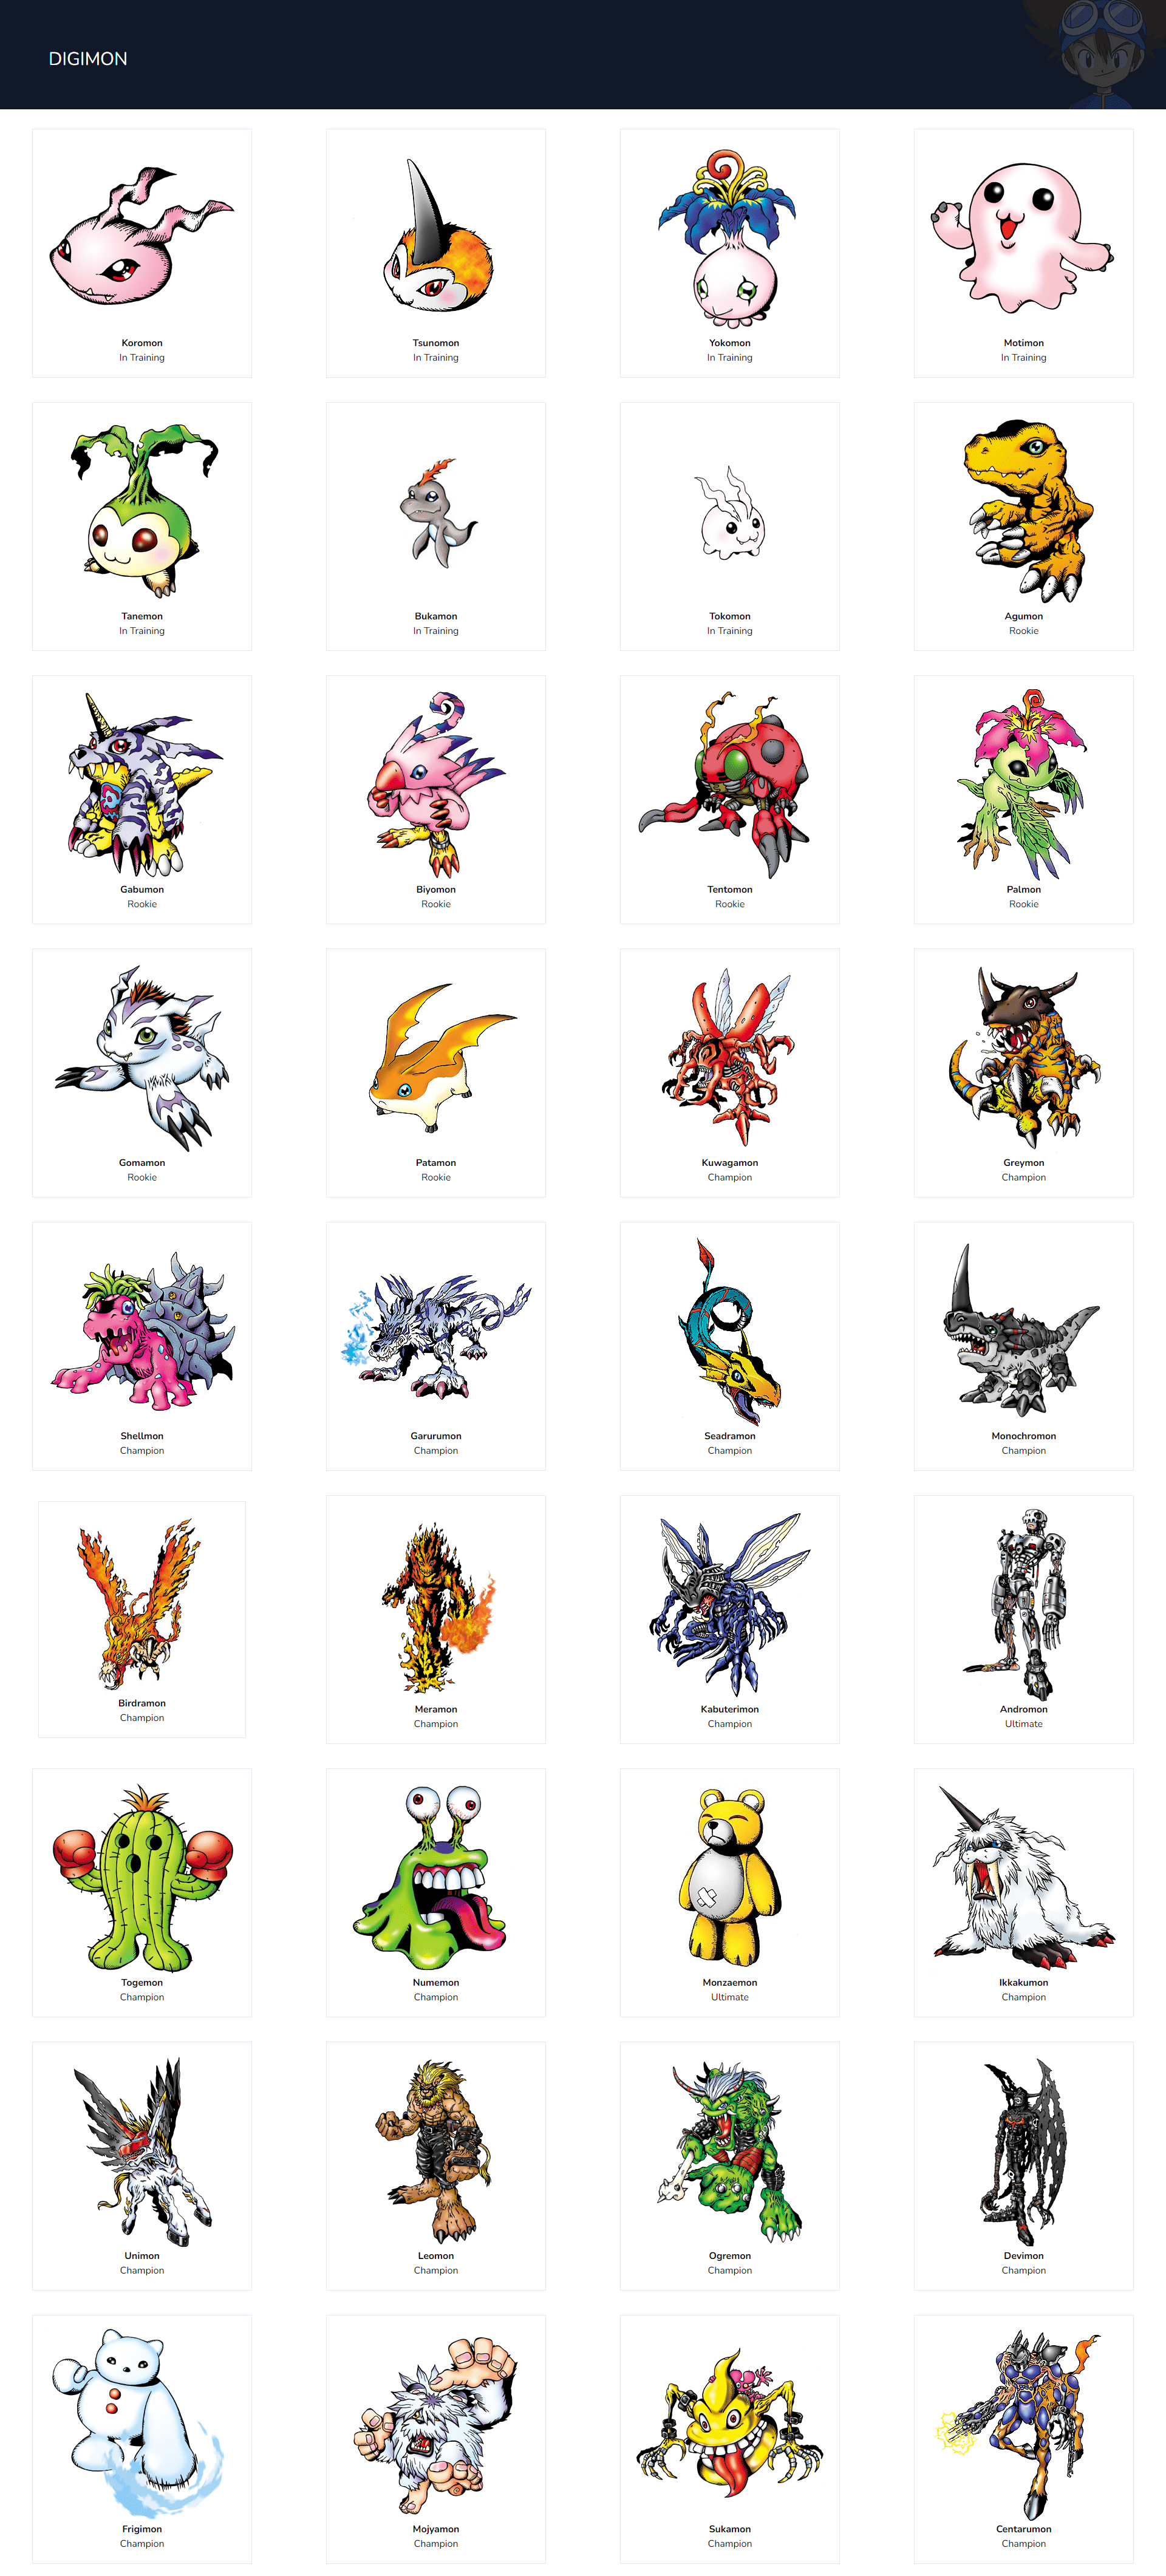 DIGIMON
Koromon
In Training
Tsunomon
In Training
Yokomon
In Training
Motimon
In Training
Tanemon
In Training
Bukamon
In Training
Tokomon
In Training
Agumon
Rookie
Gabumon
Rookie
Biyomon
Rookie
Tentomon
Rookie
Palmon
Rookie
Gomamon
Rookie
Patamon
Rookie
Kuwagamon
Champion
Greymon
Champion
Shellmon
Champion
Garurumon
Champion
Seadramon
Champion
Monochromon
Champion
Birdramon
Champion
Meramon
Champion
Kabuterimon
Champion
Andromon
Ultimate
Togemon
Champion
Numemon
Champion
Monzaemon
Ultimate
Ikkakumon
Champion
Unimon
Champion
Leomon
Champion
Ogremon
Champion
Devimon
Champion
Frigimon
Champion
Mojyamon
Champion
Sukamon
Champion
Centarumon
Champion